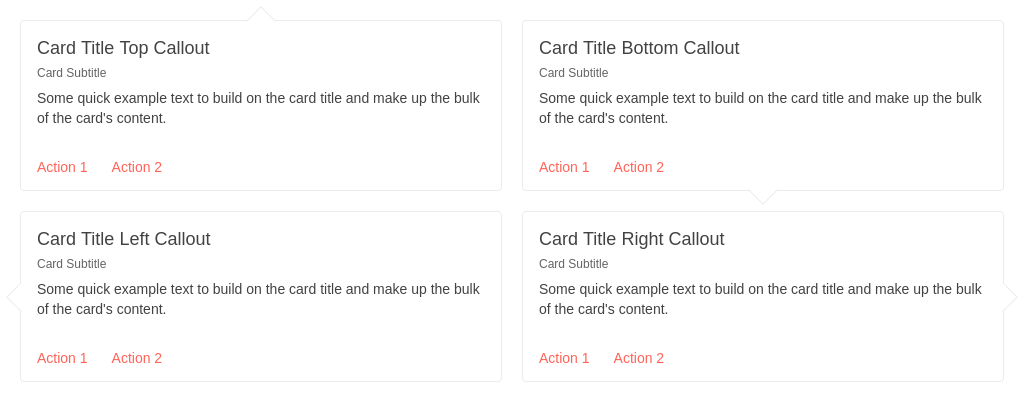 Card Title Top Callout
Card Subtitle
Some quick example text to build on the card title and make up the bulk
of the card's content.
Action 1 Action 2
Card Title Bottom Callout
Card Subtitle
Some quick example text to build on the card title and make up the bulk
of the card's content.
Action 1 Action 2
Card Title Left Callout
Card Subtitle
Some quick example text to build on the card title and make up the bulk
of the card's content.
Action 1 Action 2
Card Title Right Callout
Card Subtitle
Some quick example text to build on the card title and make up the bulk
of the card's content.
Action 1 Action 2